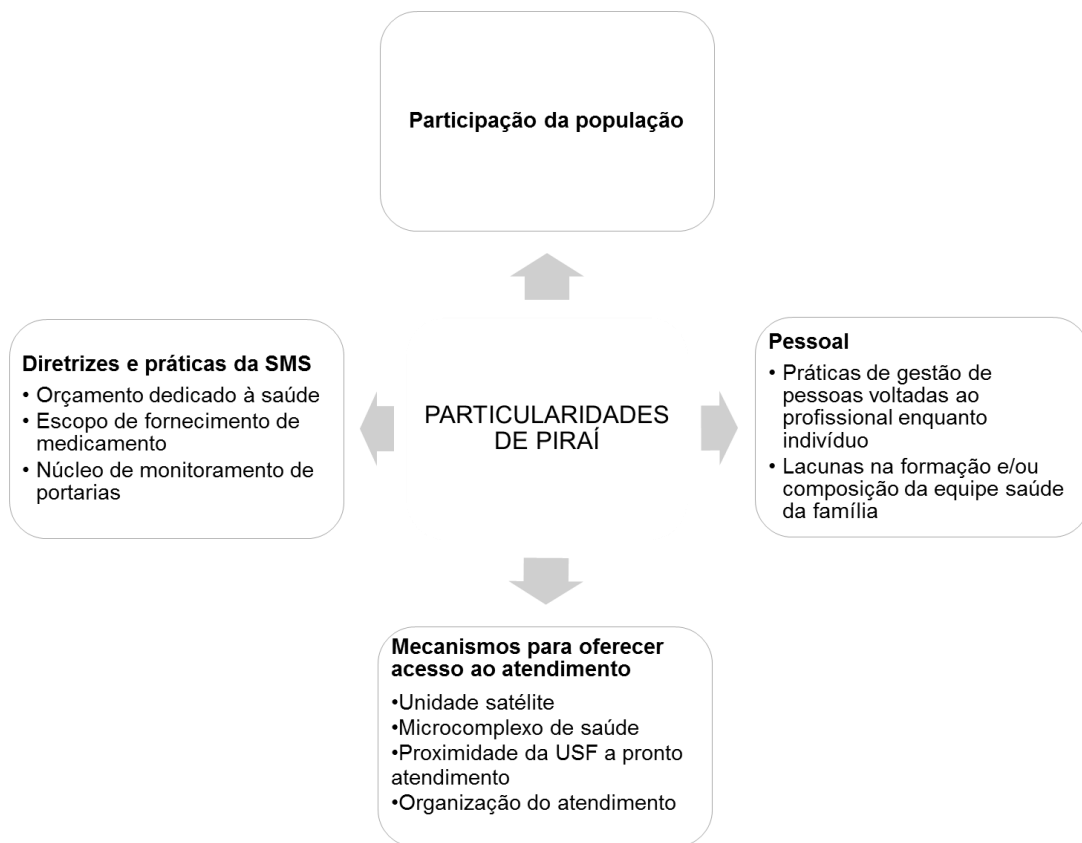 Participação da população
Diretrizes e práticas da SMS
• Orçamento dedicado à saúde
• Escopo de fornecimento de
medicamento
• Núcleo de monitoramento de
portarias
PARTICULARIDADES
DE PIRAÍ
Pessoal
• Práticas de gestão de
pessoas voltadas ao
profissional enquanto
indivíduo
• Lacunas na formação e/ou
composição da equipe saúde
da família
Mecanismos para oferecer
acesso ao atendimento
•Unidade satélite
•Microcomplexo de saúde
•Proximidade da USF a pronto
atendimento
•Organização do atendimento